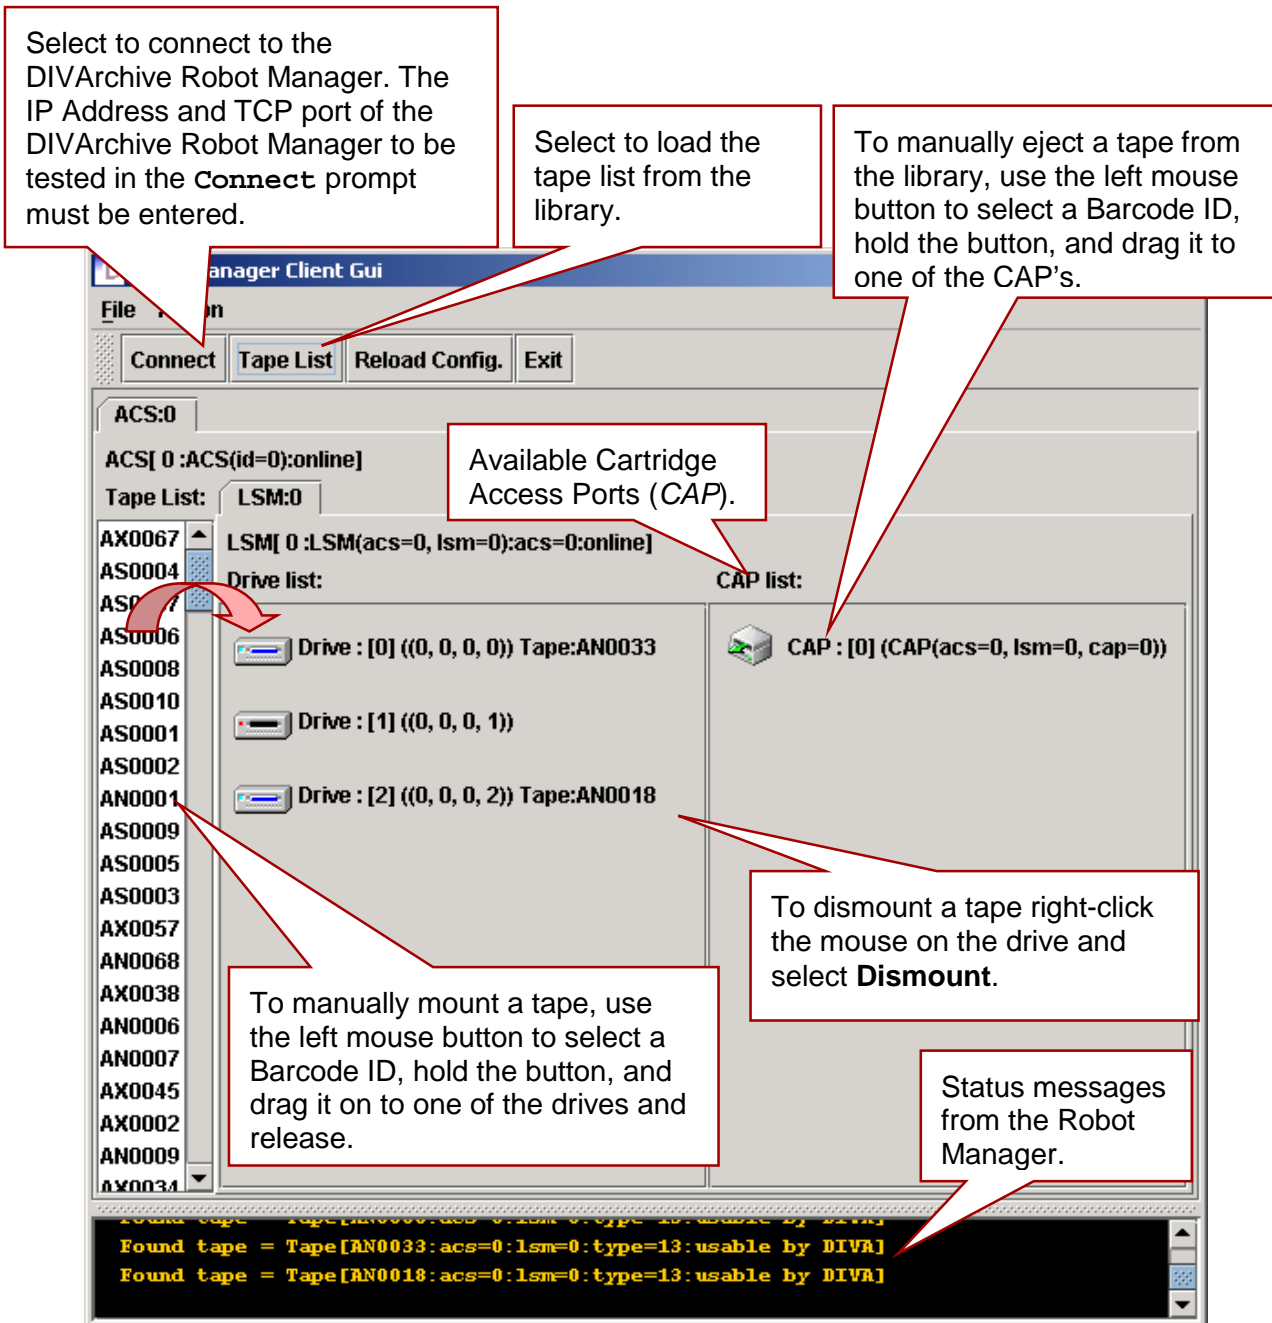 Select to connect to the
DIVArchive Robot Manager. The
IP Address and TCP port of the
DIVArchive Robot Manager to be
tested in the Connect prompt
must be entered.
Select to load the
tape list from the
library.
To manually eject a tape from
the library, use the left mouse
button to select a Barcode ID,
hold the button, and drag it to
one of the CAP's.
anager Client Gui
File
Connect Tape List Reload Config. Exit
ACS:0
ACS[ 0 :ACS(id=0):online]
Available Cartridge
Access Ports (CAP).
Tape List: LSM:0
LSM[ 0 :LSM(acs=0, lsm=0):acs=0:online]
Drive list: CAP list:
AX0067
AS0004
AS0006
AS0008
AS0010
AS0001
AS0002
AN0001
AS0009
AS0005
AS0003
AX0057
AN0068
AX0038
AN0006
AN0007
AX0045
AX0002
AN0009
AX0034
Drive : [0] ((0, 0, 0, 0)) Tape:AN0033
Drive : [1] ((0, 0, 0, 1))
Drive : [2] ((0, 0, 0, 2)) Tape:AN0018
CAP : [0] (CAP(acs=0, lsm=0, cap=0))
To dismount a tape right-click
the mouse on the drive and
select Dismount.
To manually mount a tape, use
the left mouse button to select a
Barcode ID, hold the button, and
drag it on to one of the drives and
release.
Status messages
from the Robot
Manager.
Found tape = Tape[AN0033:acs=0:lsm=0:type=13:usable by DIVA]
Found tape = Tape[AN0018:acs=0:lsm=0:type=13:usable by DIVA]